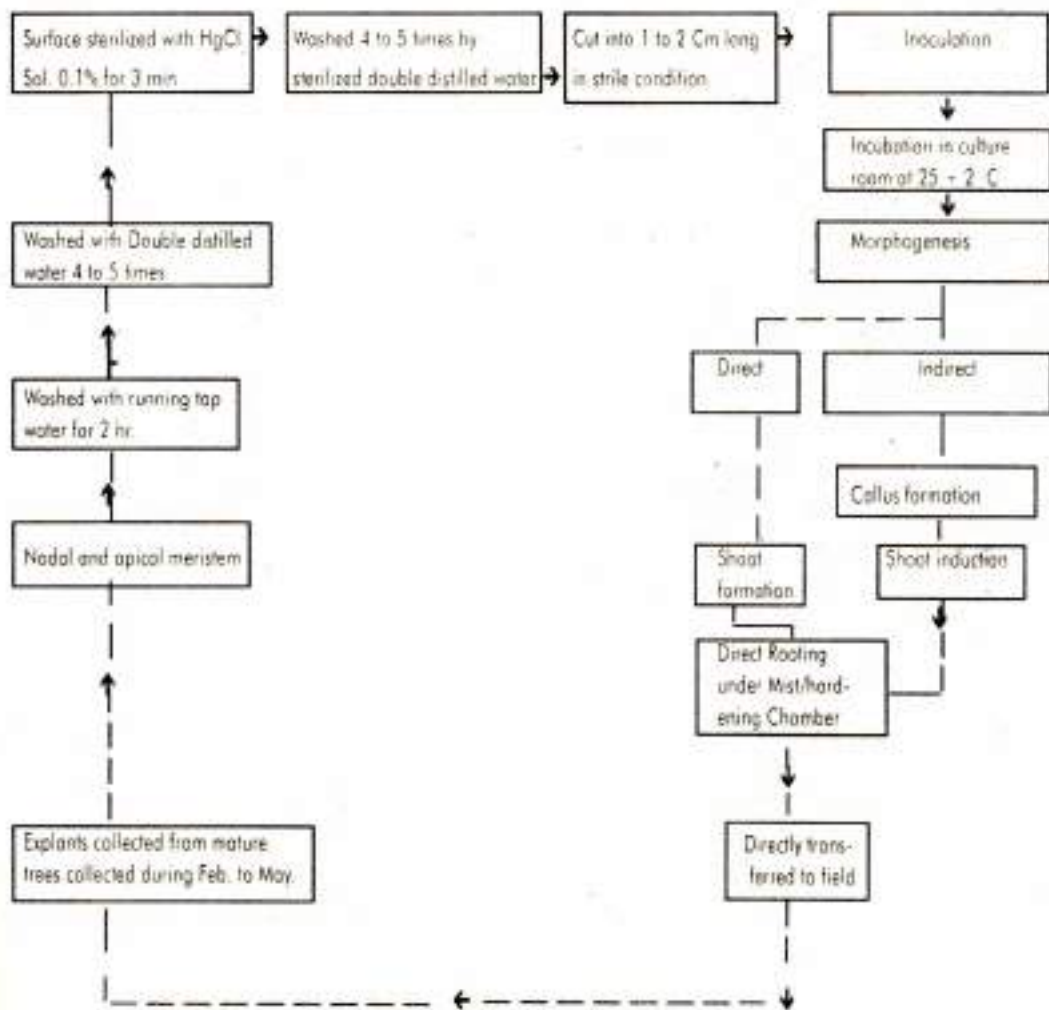 Surface sterilized with HgCl
Sol. 0.1% for 3 min
Washed 4 to 5 times by
sterilized double distilled water
Cut into 1 to 2 Cm long
in strile condition
Inoculation
Incubation in culture
room at 25 + 2 C
Morphogenesis
Washed with Double distilled
water 4 to 5 times
Direct
Indirect
Washed with running tap
water for 2 hr.
Callus formation
Nodal and apical meristem
Shoot
formation
Shoot induction
Direct Rooting
under Mist/hard-
ening Chamber
Explants collected from mature
trees collected during Feb. to May.
Directly trans-
ferred to field